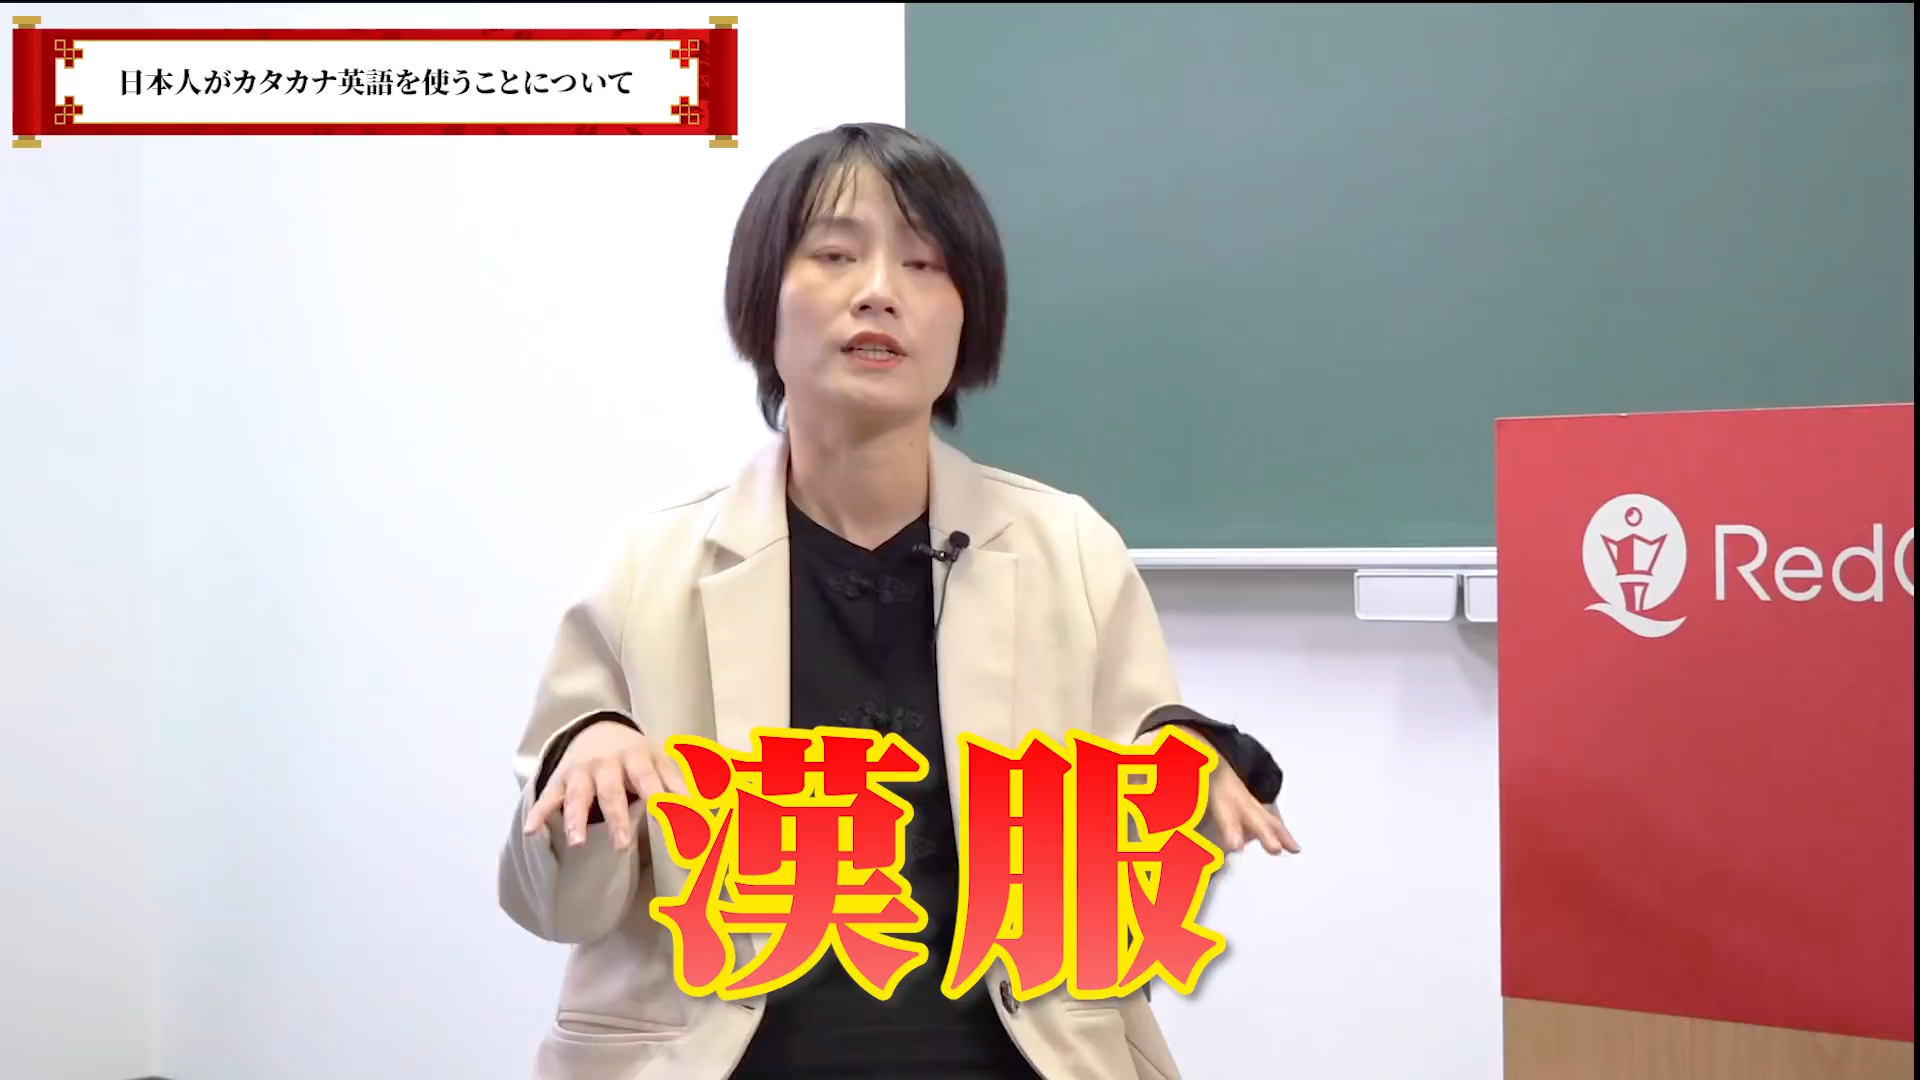 日本人がカタカナ英語を使うことについて
漢服
Red